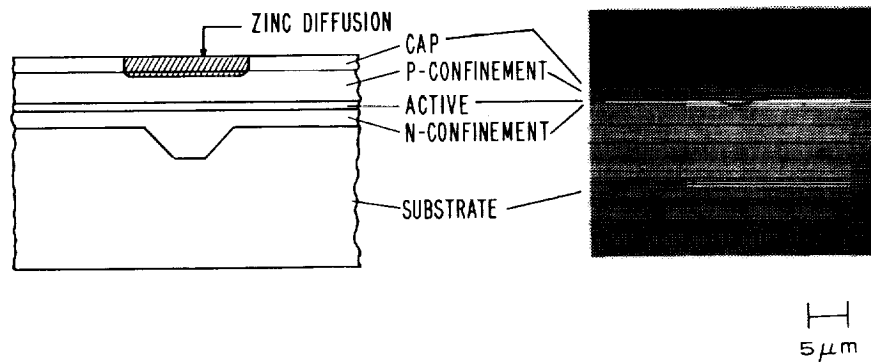 ZINC DIFFUSION
CAP
P-CONFINEMENT
ACTIVE
N-CONFINEMENT
SUBSTRATE
5μm